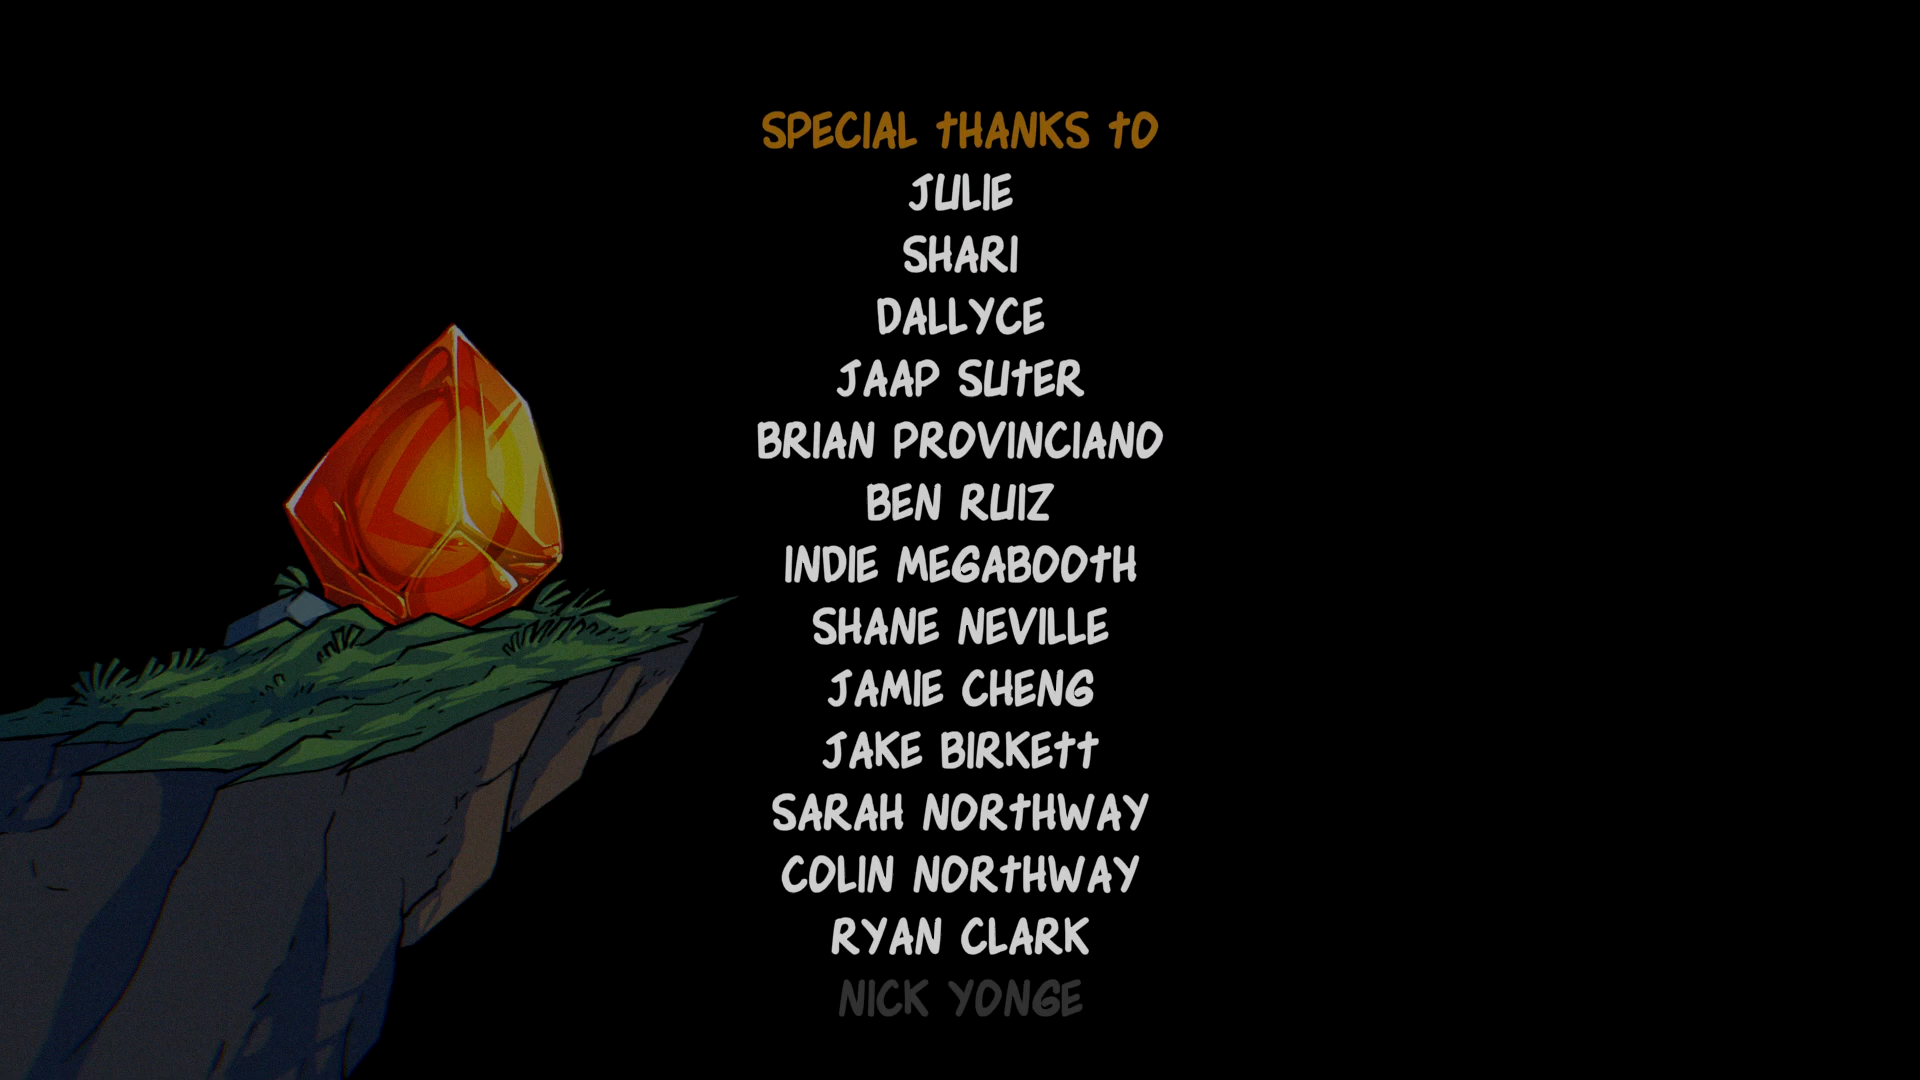 SPECIAL THANKS TO
JULIE
SHARI
DALLYCE
JAAP SUTER
BRIAN PROVINCIANO
BEN RUIZ
INDIE MEGABOOTH
SHANE NEVILLE
JAMIE CHENG
JAKE BIRKETT
SARAH NORTHWAY
COLIN NORTHWAY
RYAN CLARK
NICK YONGE